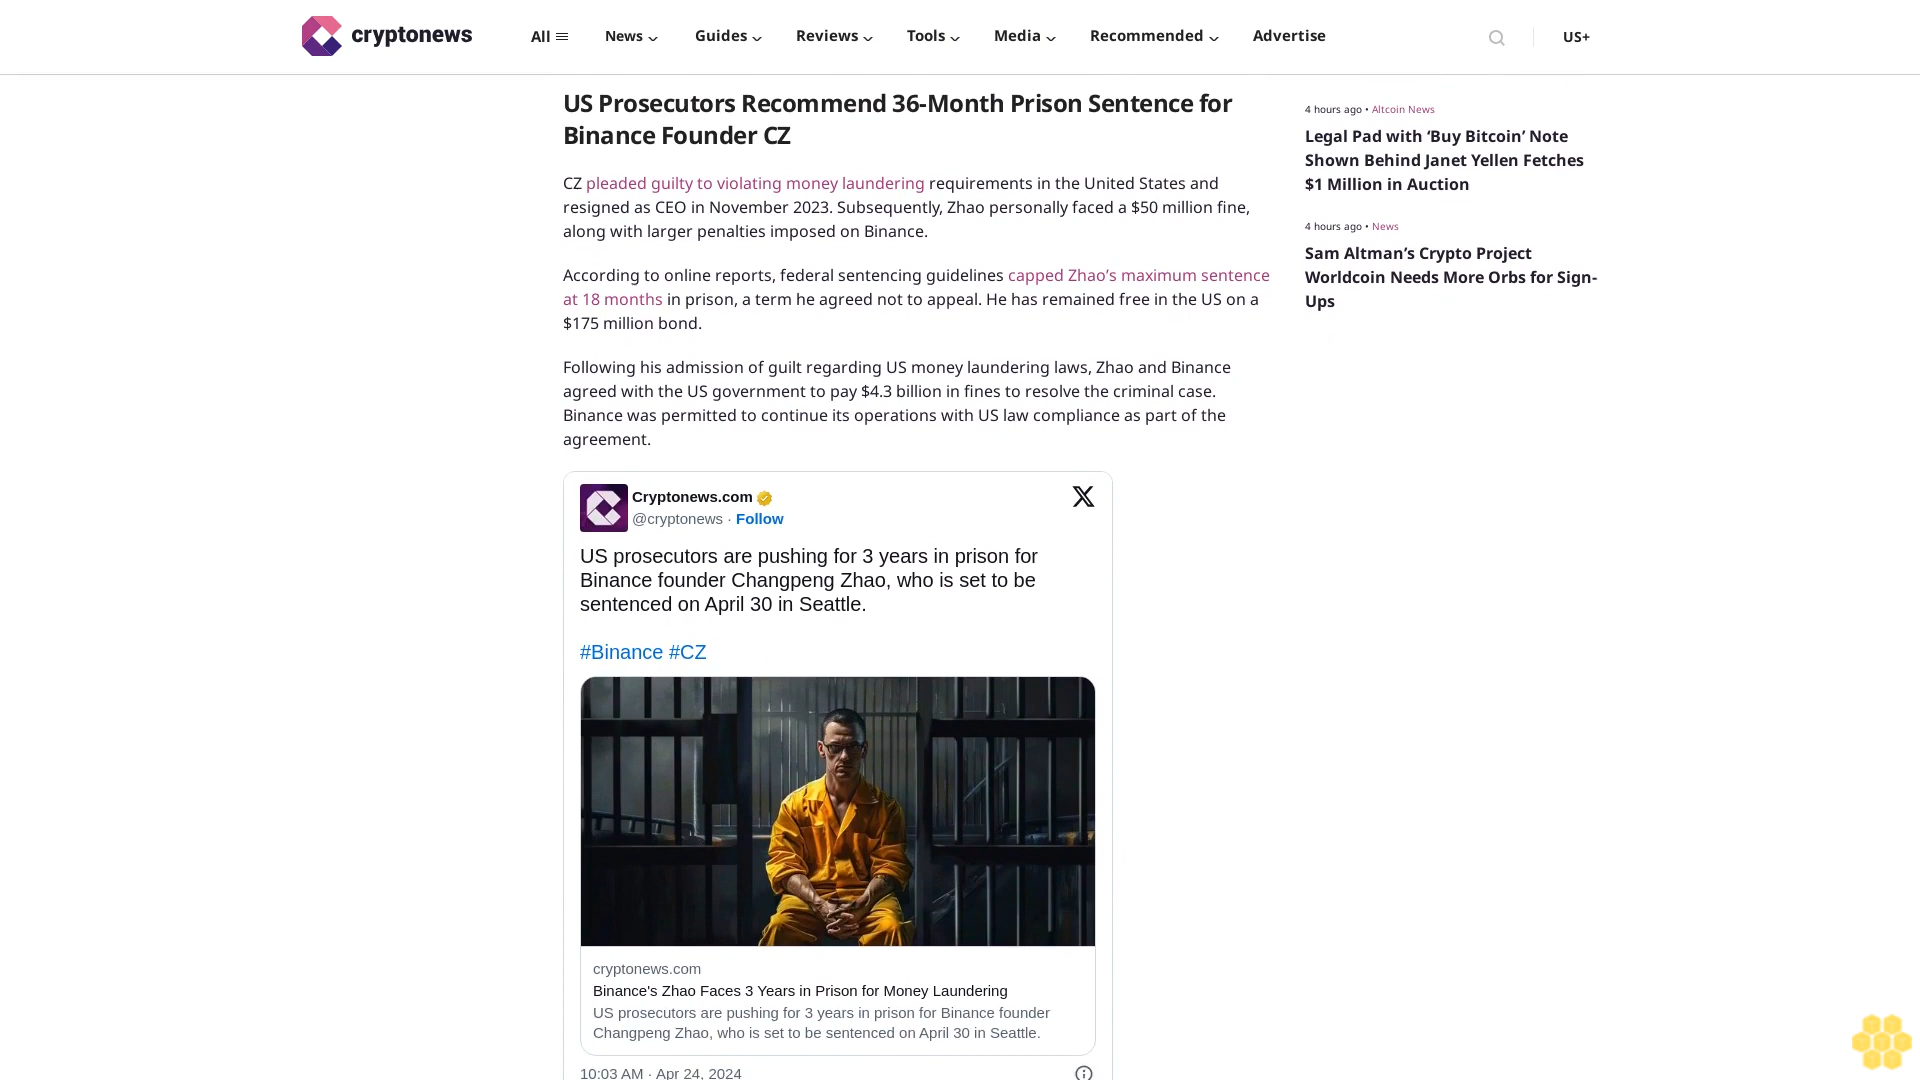 cryptonews
All
News
Guides
Reviews
Tools
Media
Recommended
Advertise
US+
US Prosecutors Recommend 36-Month Prison Sentence for
Binance Founder CZ
CZ pleaded guilty to violating money laundering requirements in the United States and
resigned as CEO in November 2023. Subsequently, Zhao personally faced a $50 million fine,
along with larger penalties imposed on Binance.
According to online reports, federal sentencing guidelines capped Zhao’s maximum sentence
at 18 months in prison, a term he agreed not to appeal. He has remained free in the US on a
$175 million bond.
Following his admission of guilt regarding US money laundering laws, Zhao and Binance
agreed with the US government to pay $4.3 billion in fines to resolve the criminal case.
Binance was permitted to continue its operations with US law compliance as part of the
agreement.
Cryptonews.com
@cryptonews · Follow
US prosecutors are pushing for 3 years in prison for
Binance founder Changpeng Zhao, who is set to be
sentenced on April 30 in Seattle.
#Binance #CZ
cryptonews.com
Binance's Zhao Faces 3 Years in Prison for Money Laundering
US prosecutors are pushing for 3 years in prison for Binance founder
Changpeng Zhao, who is set to be sentenced on April 30 in Seattle.
10:03 AM · Apr 24, 2024
4 hours ago • Altcoin News
Legal Pad with ‘Buy Bitcoin’ Note
Shown Behind Janet Yellen Fetches
$1 Million in Auction
4 hours ago • News
Sam Altman’s Crypto Project
Worldcoin Needs More Orbs for Sign-
Ups